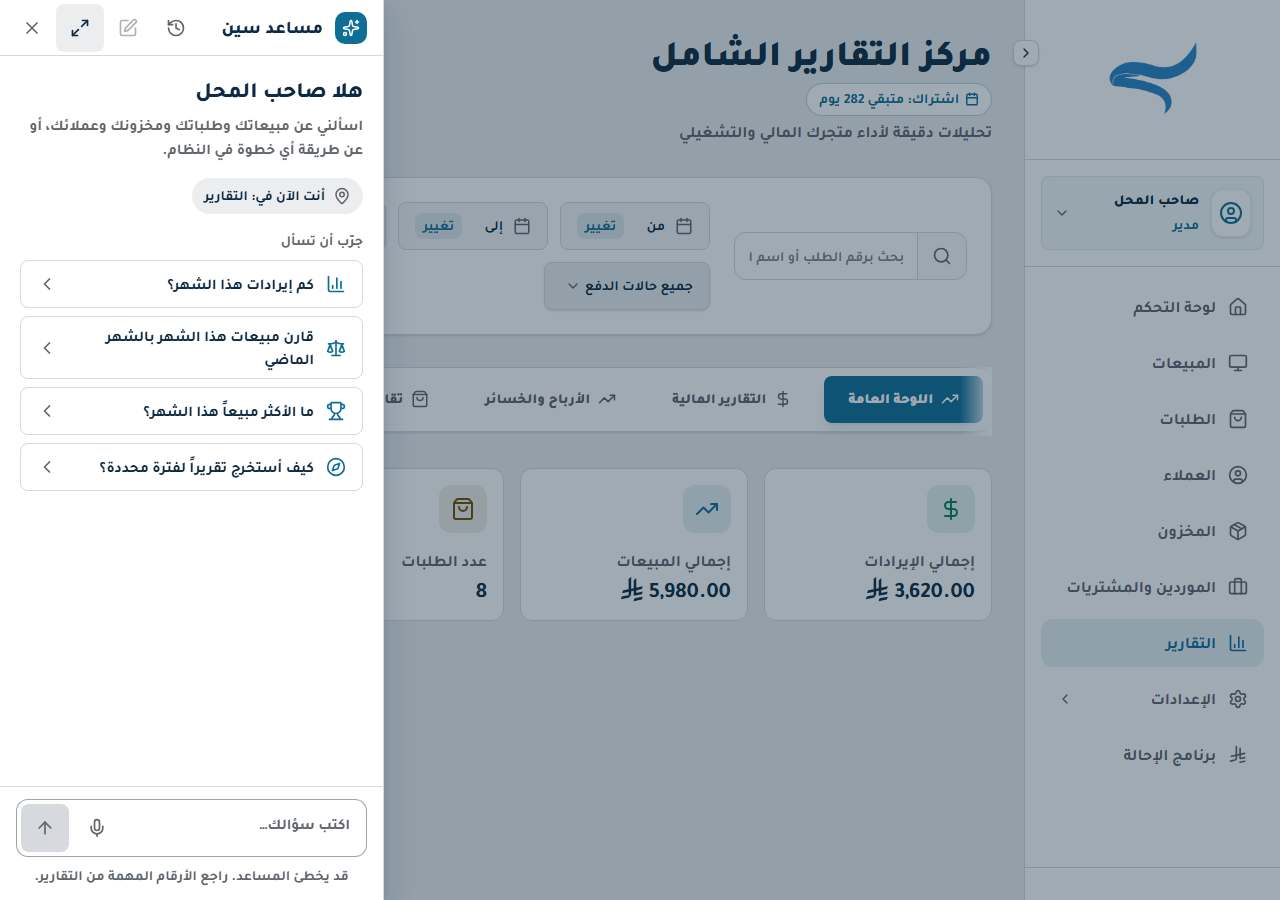 لوحة التحكم
المبيعات
الطلبات
العملاء
المخزون
الموردين والمشتريات
التقارير
الإعدادات
برنامج الإحالة
صاحب المحل
مدير
مركز التقارير الشامل
اشتراك: متبقي 282 يوم
تحليلات دقيقة لأداء متجرك المالي والتشغيلي
بحث برقم الطلب أو اسم ا
من
تغيير
إلى
تغيير
جميع حالات الدفع
اللوحة العامة
التقارير المالية
الأرباح والخسائر
إجمالي الإيرادات
3,620.00
إجمالي المبيعات
5,980.00
عدد الطلبات
8
مساعد سين
هلا صاحب المحل
اسألني عن مبيعاتك وطلباتك ومخزونك وعملائك، أو
عن طريقة أي خطوة في النظام.
أنت الآن في: التقارير
جرّب أن تسأل
كم إيرادات هذا الشهر؟
قارن مبيعات هذا الشهر بالشهر
الماضي
ما الأكثر مبيعاً هذا الشهر؟
كيف أستخرج تقريراً لفترة محددة؟
اكتب سؤالك…
قد يخطئ المساعد. راجع الأرقام المهمة من التقارير.